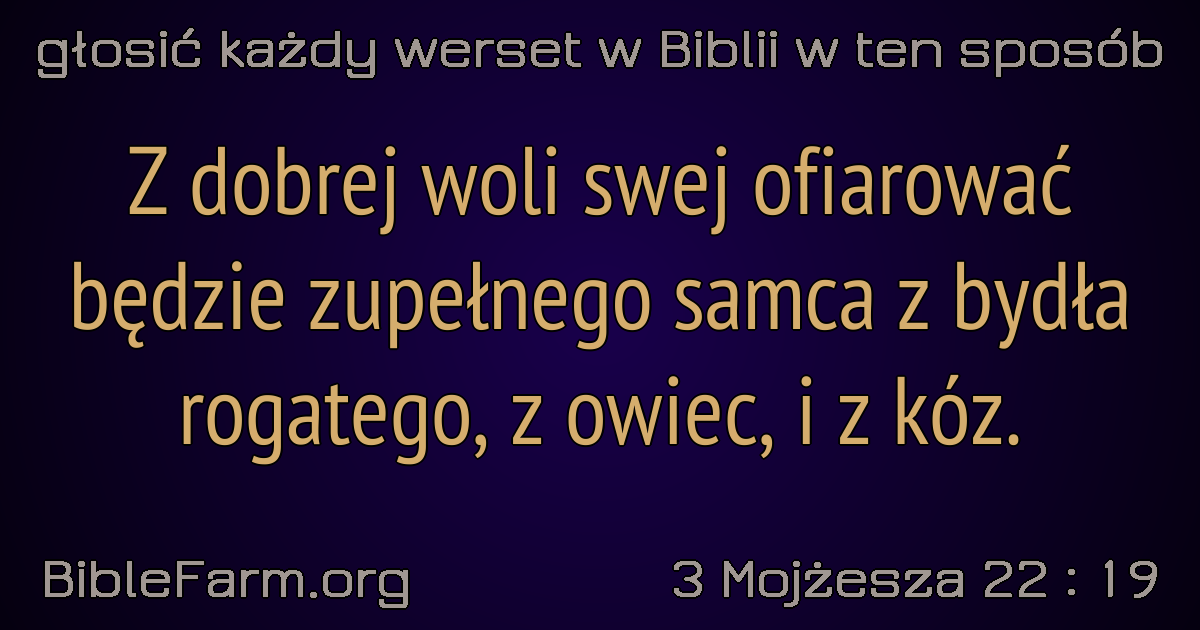 głosić każdy werset w Biblii w ten sposób
Z dobrej woli swej ofiarować
będzie zupełnego samca z bydła
rogatego, z owiec, i z kóz.
BibleFarm.org
3 Mojżesza 22 : 19